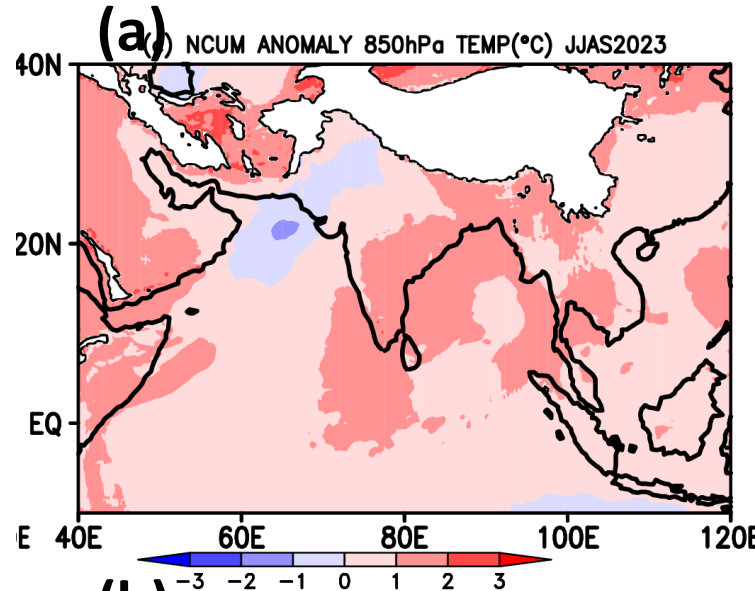 (a) NCUM ANOMALY 850hPa TEMP(°C) JJAS2023
40N
20N
EQ
E 40E 60E 80E 100E 120E
-3 -2 -1 0 1 2 3